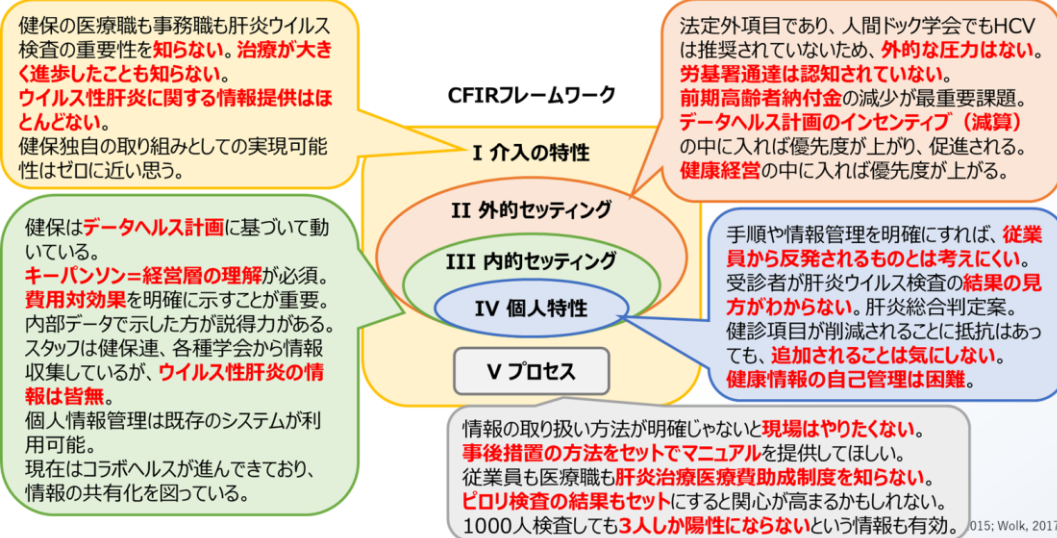 健保の医療職も事務職も肝炎ウイルス
検査の重要性を知らない。治療が大き
く進歩したことも知らない。
ウイルス性肝炎に関する情報提供はほ
とんどない。
健保独自の取り組みとしての実現可能
性はゼロに近い思う。
法定外項目であり、人間ドック学会でもHCV
は推奨されていないため、外的な圧力はない。
労基署通達は認知されていない。
前期高齢者納付金の減少が最重要課題。
データヘルス計画のインセンティブ（減算）
の中に入れば優先度が上がり、促進される。
健康経営の中に入れば優先度が上がる。
CFIRフレームワーク
I 介入の特性
II 外的セッティング
III 内的セッティング
IV 個人特性
V プロセス
健保はデータヘルス計画に基づいて動
いている。
キーパンソン＝経営層の理解が必須。
費用対効果を明確に示すことが重要。
内部データで示した方が説得力がある。
スタッフは健保連、各種学会から情報
収集しているが、ウイルス性肝炎の情
報は皆無。
個人情報管理は既存のシステムが利
用可能。
現在はコラボヘルスが進んできており、
情報の共有化を図っている。
手順や情報管理を明確にすれば、従業
員から反発されるものとは考えにくい。
受診者が肝炎ウイルス検査の結果の見
方がわからない。肝炎総合判定案。
健診項目が削減されることに抵抗はあっ
ても、追加されることは気にしない。
健康情報の自己管理は困難。
情報の取り扱い方法が明確じゃないと現場はやりたくない。
事後措置の方法をセットでマニュアルを提供してほしい。
従業員も医療職も肝炎治療医療費助成制度を知らない。
ピロリ検査の結果もセットにすると関心が高まるかもしれない。
1000人検査しても3人しか陽性にならないという情報も有効。
015; Wolk, 2017